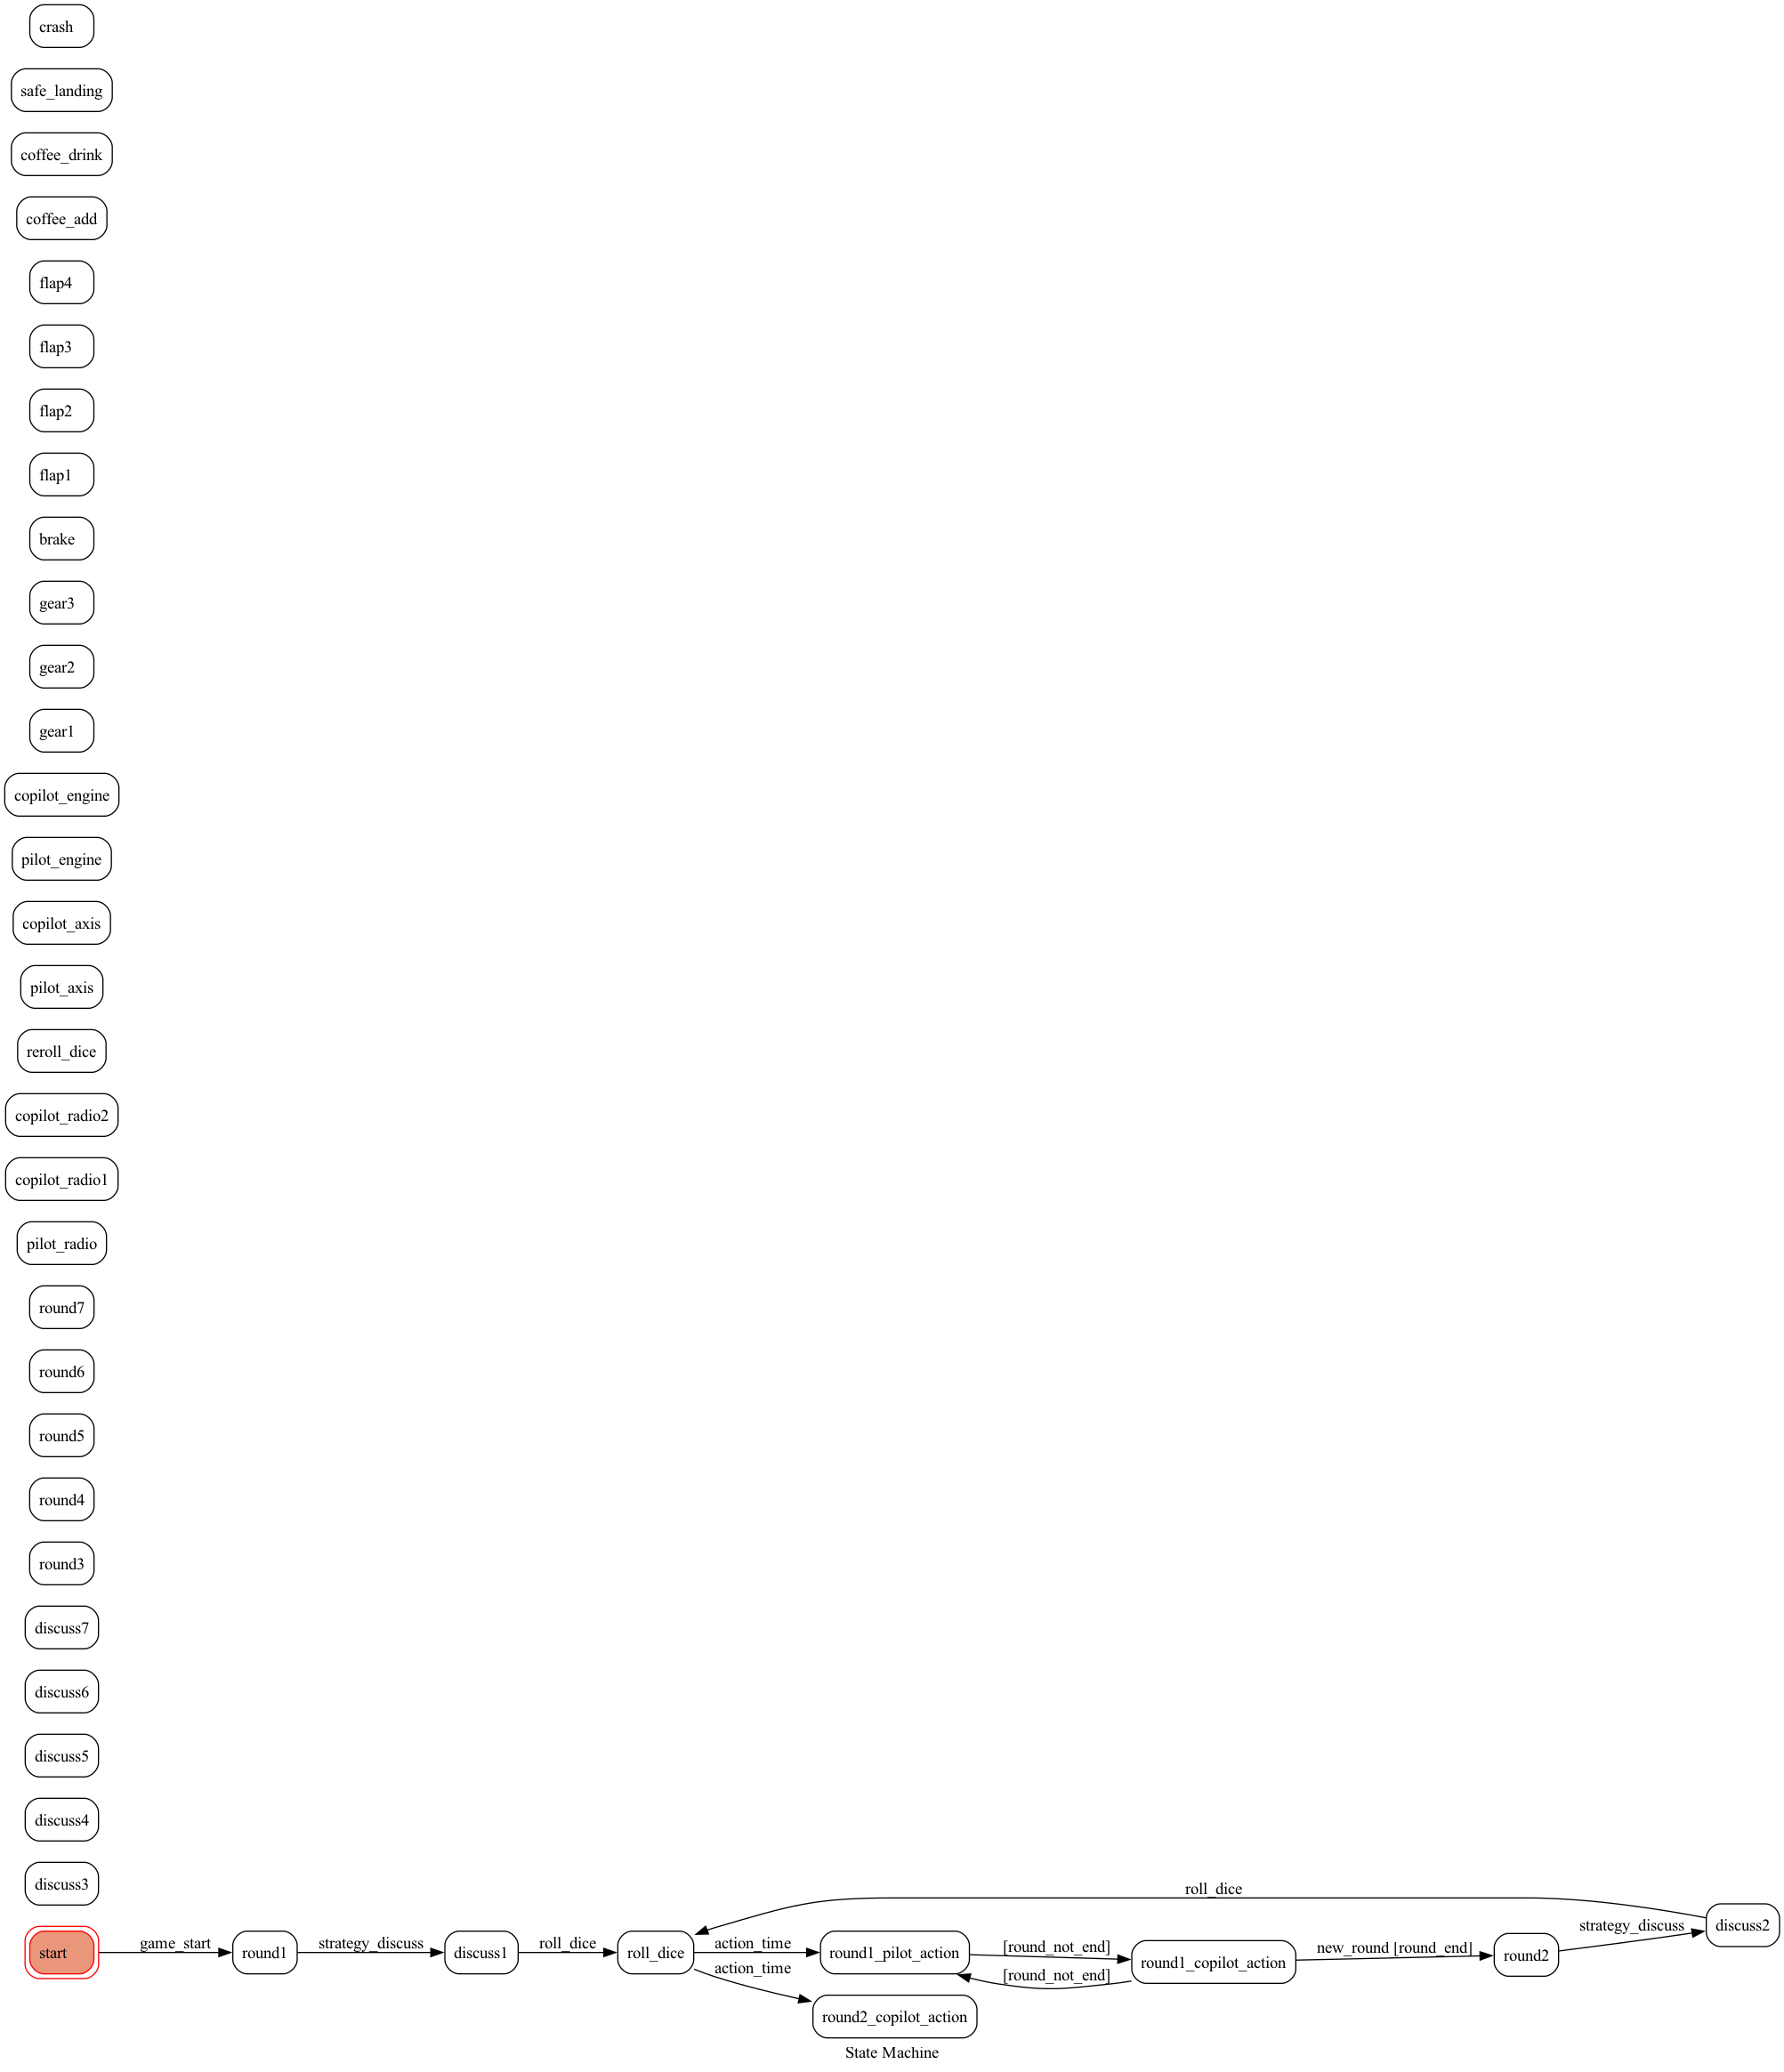 crash
safe_landing
coffee_drink
coffee_add
flap4
flap3
flap2
flap1
brake
gear3
gear2
gear1
copilot_engine
pilot_engine
copilot_axis
pilot_axis
reroll_dice
copilot_radio2
copilot_radio1
pilot_radio
round7
round6
round5
round4
round3
discuss7
discuss6
discuss5
discuss4
discuss3
roll_dice
start
game_start
round1
strategy_discuss
discuss1
roll_dice
roll_dice
action_time
action_time
round1_pilot_action
[round_not_end]
[round_not_end]
round1_copilot_action
new_round [round_end]
round2
strategy_discuss
discuss2
round2_copilot_action
State Machine